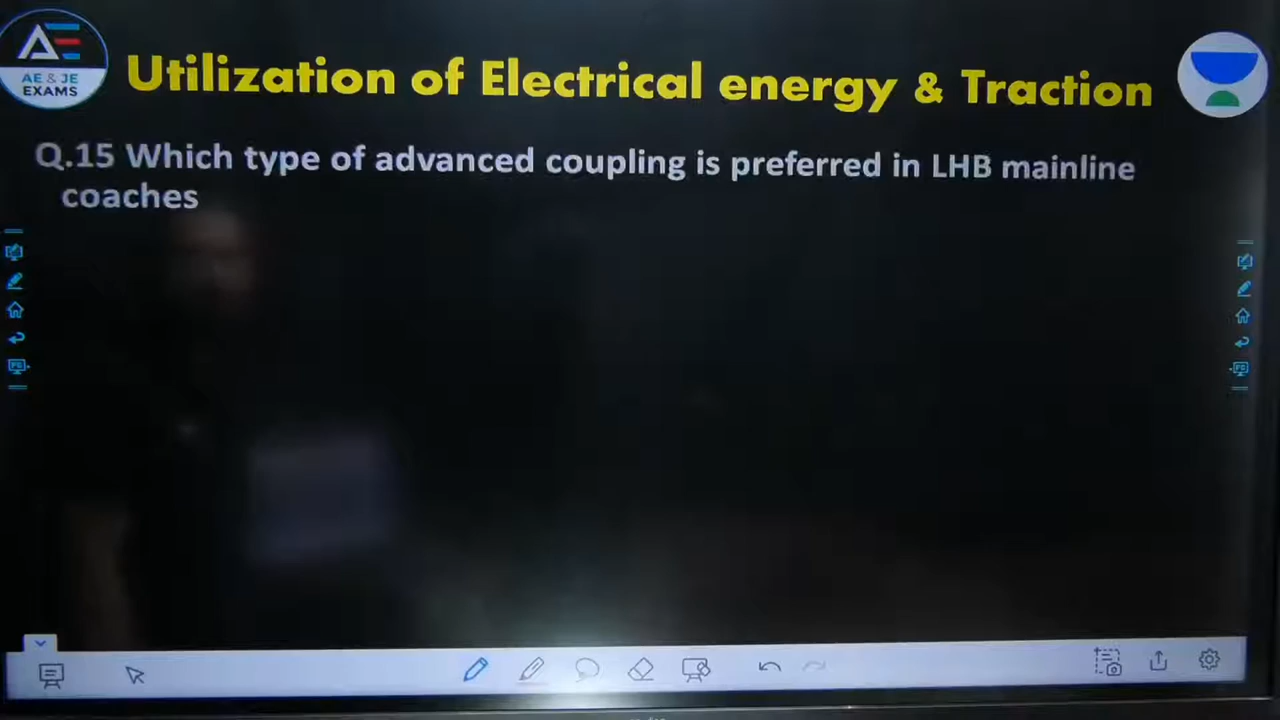 AE & JE
EXAMS
Utilization of Electrical energy & Traction
Q.15 Which type of advanced coupling is preferred in LHB mainline
coaches